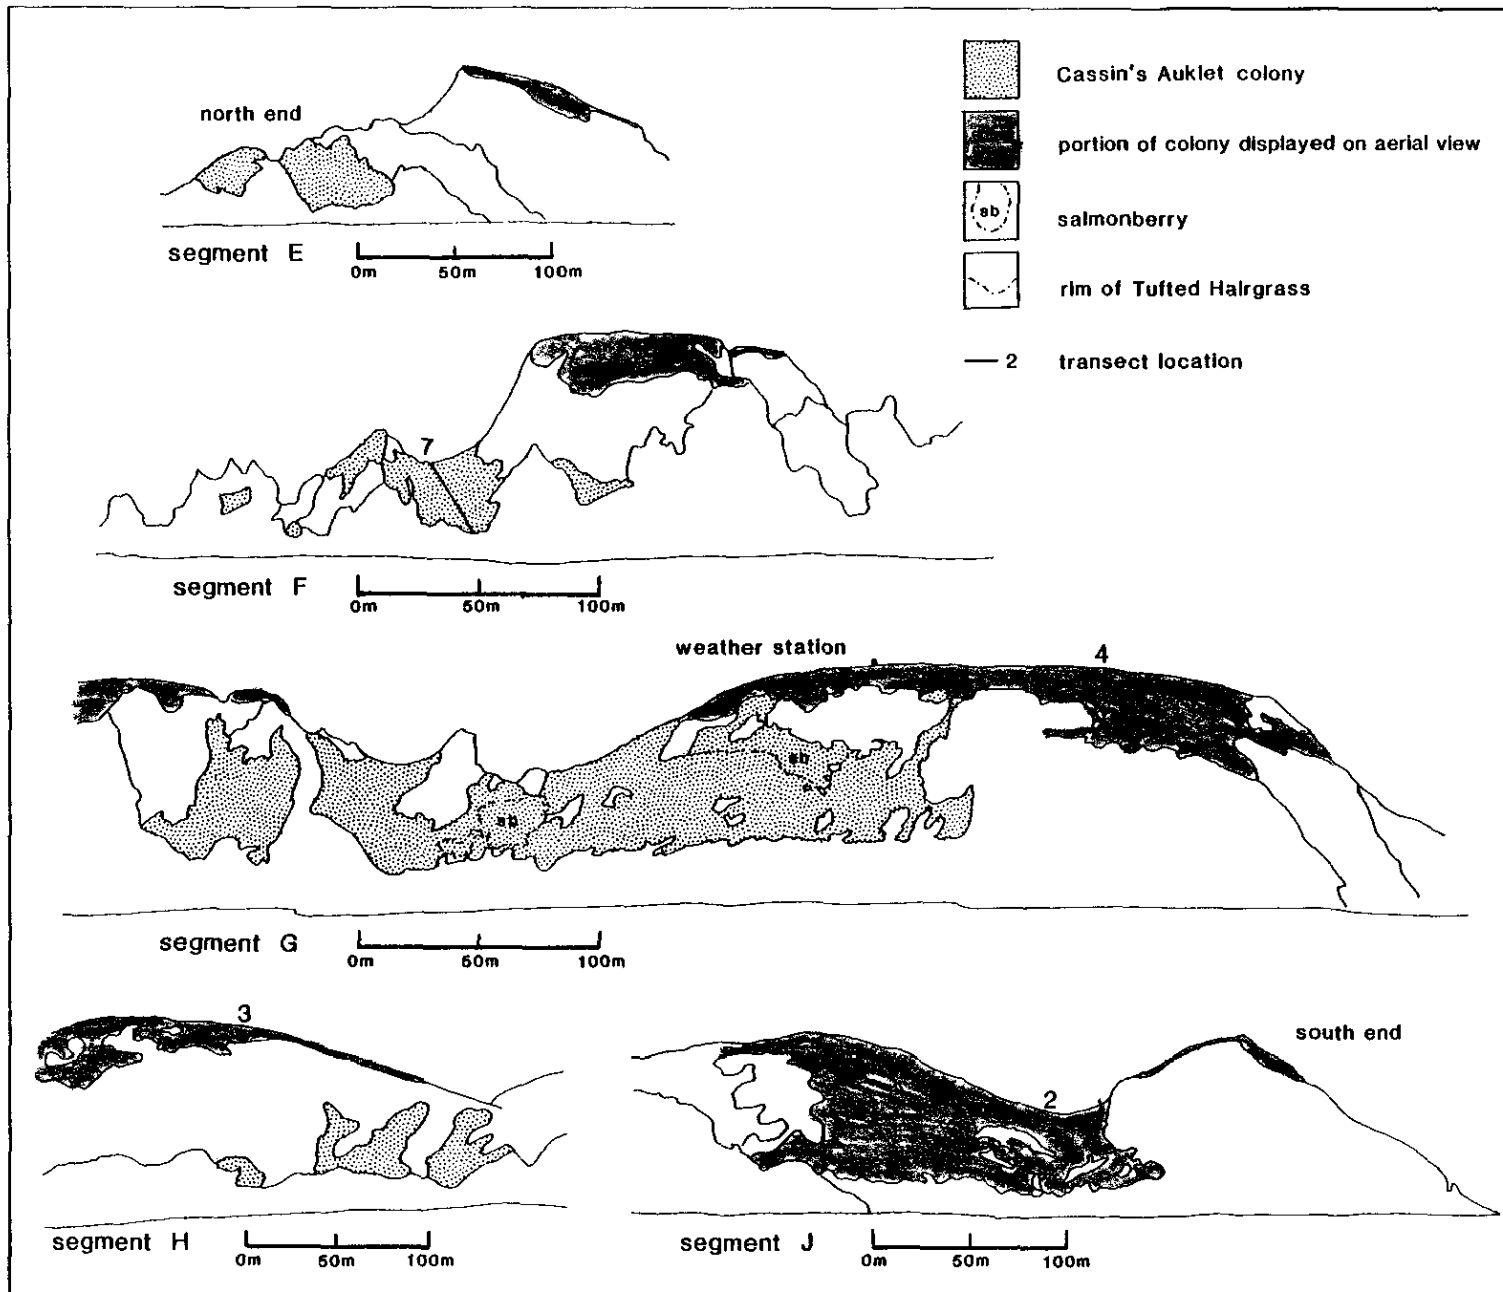 north end
segment E
0m 50m 100m
Cassin's Auklet colony
portion of colony displayed on aerial view
sb salmonberry
rim of Tufted Hairgrass
2 transect location
7
segment F
0m 50m 100m
weather station
4
sb
sb
segment G
0m 50m 100m
3
segment H
0m 50m 100m
south end
2
segment J
0m 50m 100m